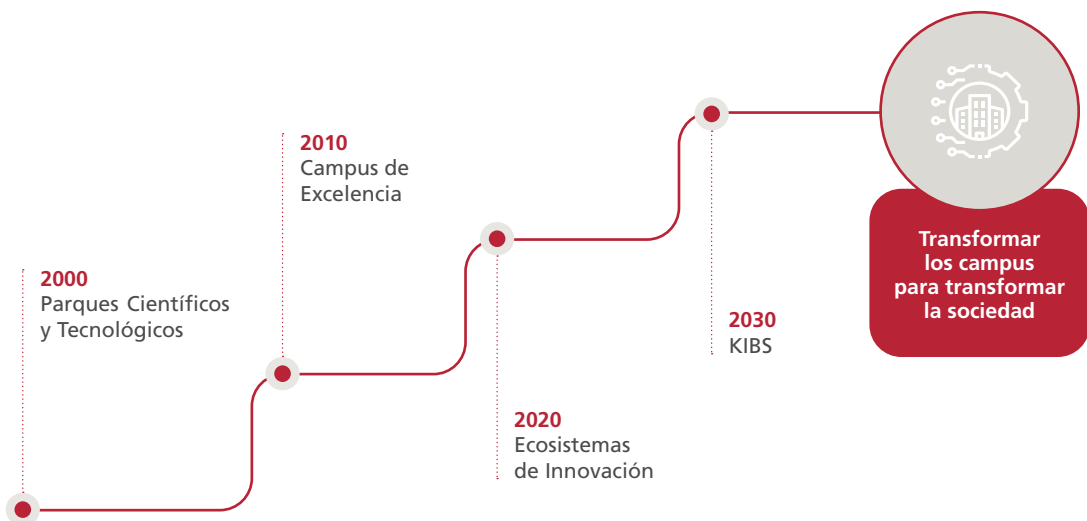 2000
Parques Científicos
y Tecnológicos
2010
Campus de
Excelencia
2020
Ecosistemas
de Innovación
2030
KIBS
Transformar
los campus
para transformar
la sociedad